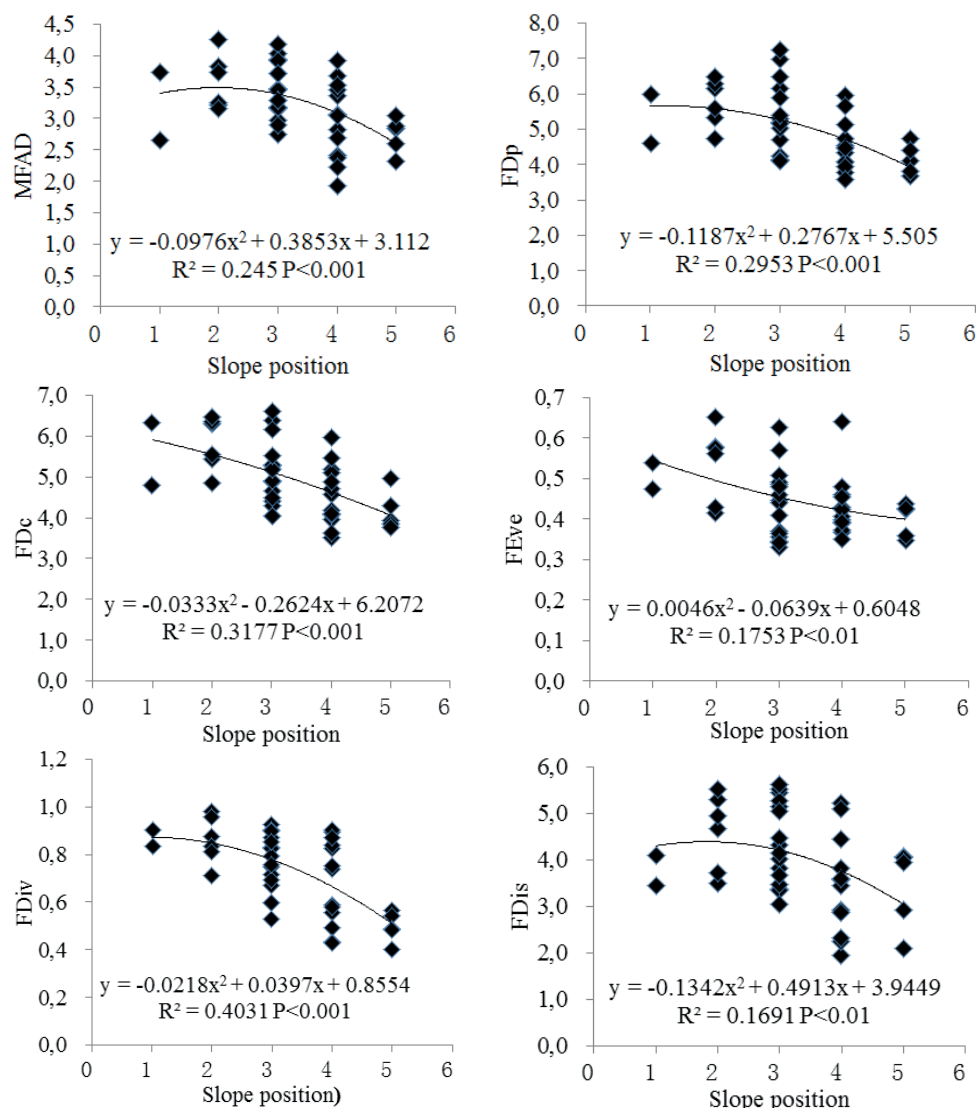 MFAD
4,5
4,0
3,5
3,0
2,5
2,0
1,5
1,0
0,5
0,0
y = -0.0976x² + 0.3853x + 3.112
R² = 0.245 P<0.001
0 1 2 3 4 5 6
Slope position
FDp
8,0
7,0
6,0
5,0
4,0
3,0
2,0
1,0
0,0
y = -0.1187x² + 0.2767x + 5.505
R² = 0.2953 P<0.001
0 1 2 3 4 5 6
Slope position
FDc
7,0
6,0
5,0
4,0
3,0
2,0
1,0
0,0
y = -0.0333x² - 0.2624x + 6.2072
R² = 0.3177 P<0.001
0 1 2 3 4 5 6
Slope position
FEve
0,7
0,6
0,5
0,4
0,3
0,2
0,1
0,0
y = 0.0046x² - 0.0639x + 0.6048
R² = 0.1753 P<0.01
0 1 2 3 4 5 6
Slope position
FDiv
1,2
1,0
0,8
0,6
0,4
0,2
0,0
y = -0.0218x² + 0.0397x + 0.8554
R² = 0.4031 P<0.001
0 1 2 3 4 5 6
Slope position)
FDis
6,0
5,0
4,0
3,0
2,0
1,0
0,0
y = -0.1342x² + 0.4913x + 3.9449
R² = 0.1691 P<0.01
0 1 2 3 4 5 6
Slope position